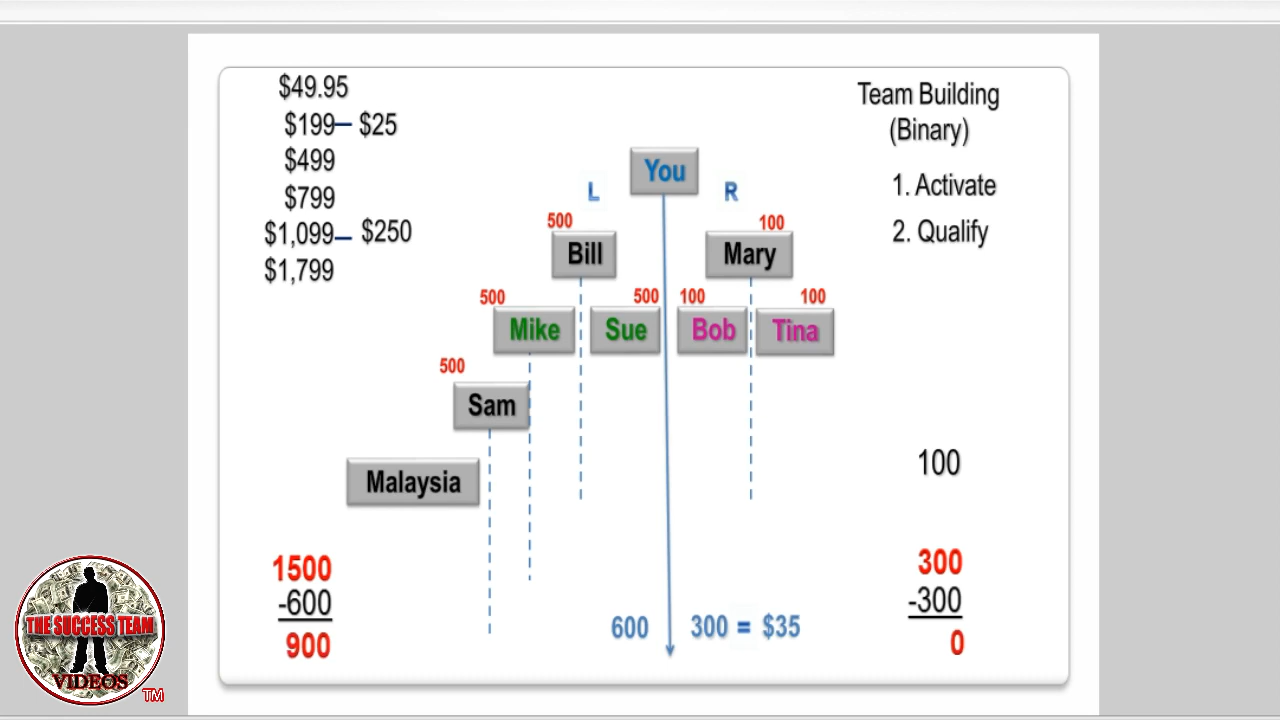 $49.95
$199 – $25
$499
$799
$1,099 – $250
$1,799
Team Building
(Binary)
1. Activate
2. Qualify
You
L R
500 100
Bill Mary
500 500 100 100
Mike Sue Bob Tina
500
Sam
100
Malaysia
1500
-600
900
600 300 = $35
300
-300
0
THE SUCCESS TEAM
VIDEOS
TM